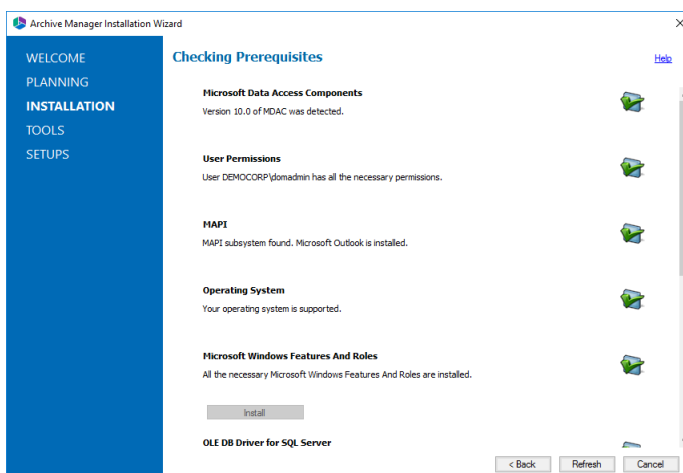 Archive Manager Installation Wizard
WELCOME
PLANNING
INSTALLATION
TOOLS
SETUPS
Checking Prerequisites
Help
Microsoft Data Access Components
Version 10.0 of MDAC was detected.
User Permissions
User DEMOCORP\domadmin has all the necessary permissions.
MAPI
MAPI subsystem found. Microsoft Outlook is installed.
Operating System
Your operating system is supported.
Microsoft Windows Features And Roles
All the necessary Microsoft Windows Features And Roles are installed.
Install
OLE DB Driver for SQL Server
< Back
Refresh
Cancel